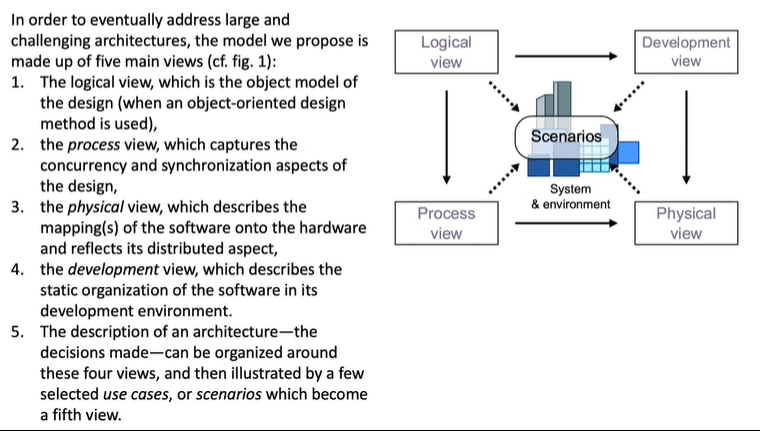 In order to eventually address large and
challenging architectures, the model we propose is
made up of five main views (cf. fig. 1):
1. The logical view, which is the object model of
the design (when an object-oriented design
method is used),
2. the process view, which captures the
concurrency and synchronization aspects of
the design,
3. the physical view, which describes the
mapping(s) of the software onto the hardware
and reflects its distributed aspect,
4. the development view, which describes the
static organization of the software in its
development environment.
5. The description of an architecture—the
decisions made—can be organized around
these four views, and then illustrated by a few
selected use cases, or scenarios which become
a fifth view.
Logical
view
Development
view
Scenarios
System
& environment
Process
view
Physical
view